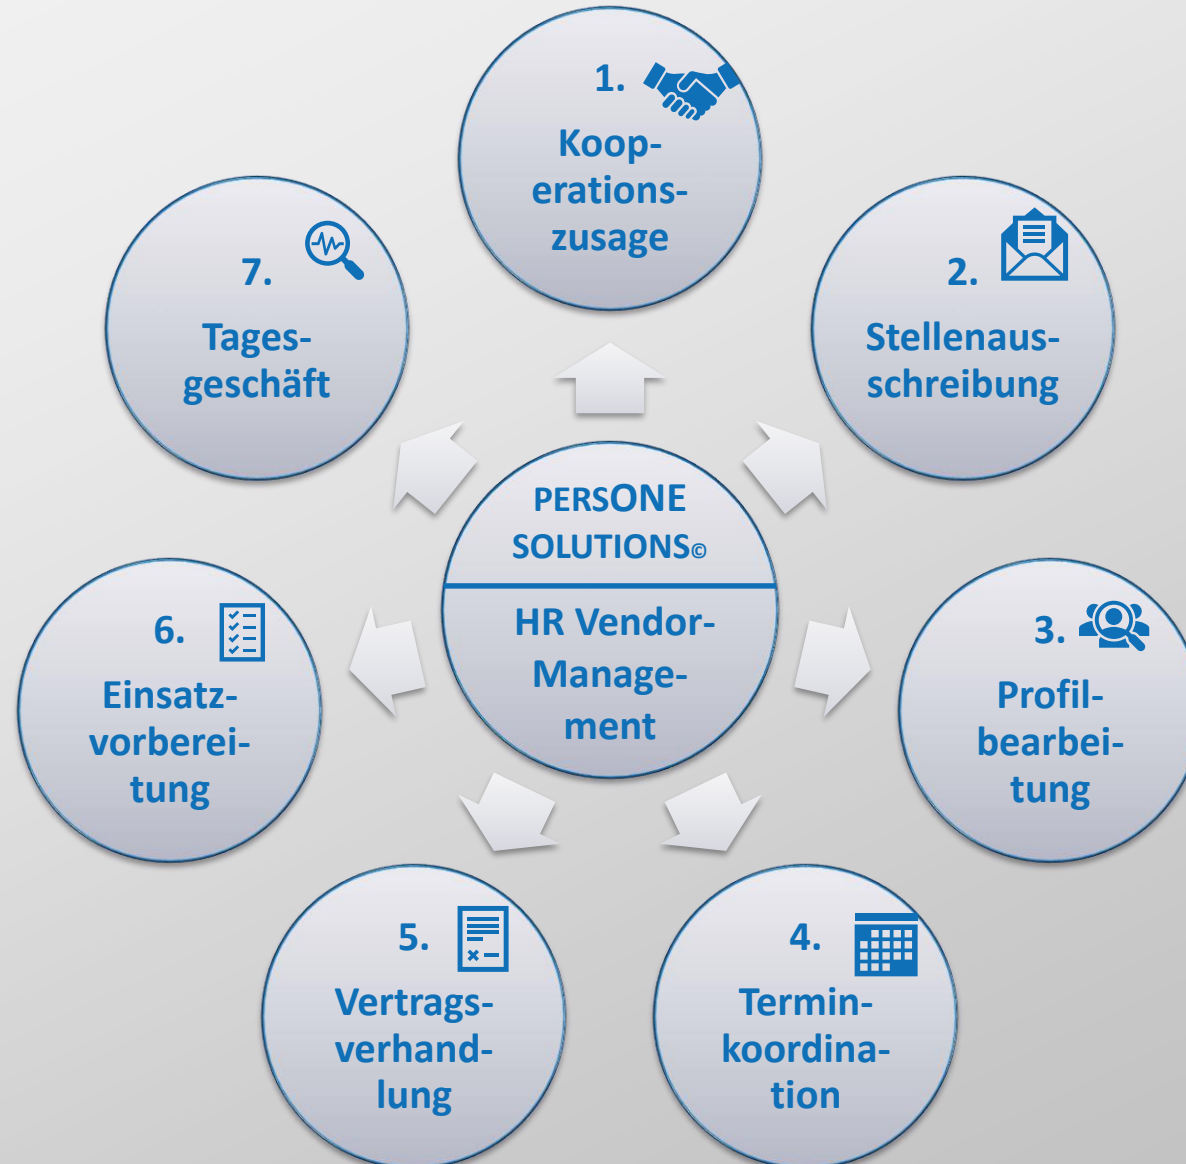 PERSONE
SOLUTIONS©
HR Vendor-
Manage-
ment
1.
Koop-
erations-
zusage
2.
Stellenaus-
schreibung
3.
Profil-
bearbei-
tung
4.
Termin-
koordina-
tion
5.
Vertrags-
verhand-
lung
6.
Einsatz-
vorberei-
tung
7.
Tages-
geschäft